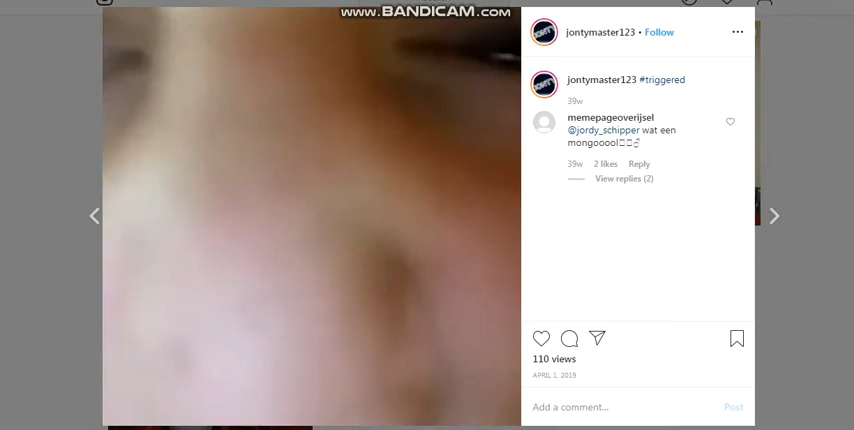 WWW.BANDICAM.COM
jontymaster123 • Follow
jontymaster123 #triggered
39w
memepageoverijsel
@jordy_schipper wat een
mongooool
39w 2 likes Reply
View replies (2)
110 views
APRIL 1, 2019
Add a comment... Post